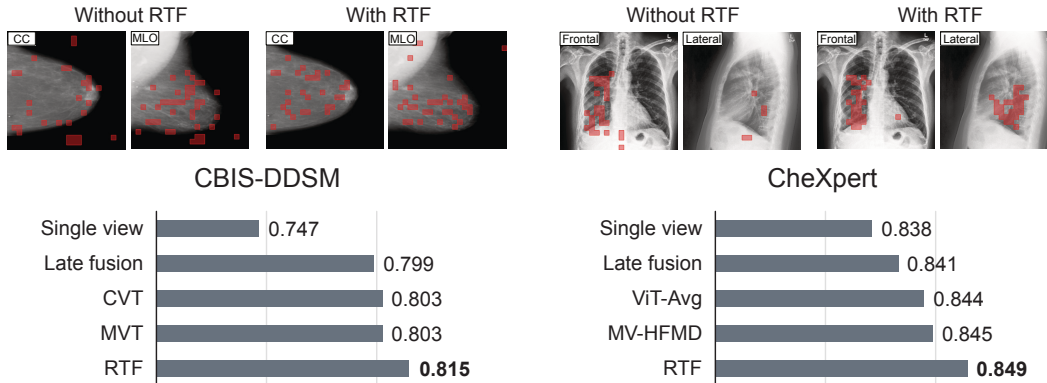 Without RTF With RTF Without RTF With RTF
CC MLO CC MLO Frontal Lateral Frontal Lateral
L L L L
CBIS-DDSM CheXpert
Single view 0.747
Late fusion 0.799
CVT 0.803
MVT 0.803
RTF 0.815
Single view 0.838
Late fusion 0.841
ViT-Avg 0.844
MV-HFMD 0.845
RTF 0.849